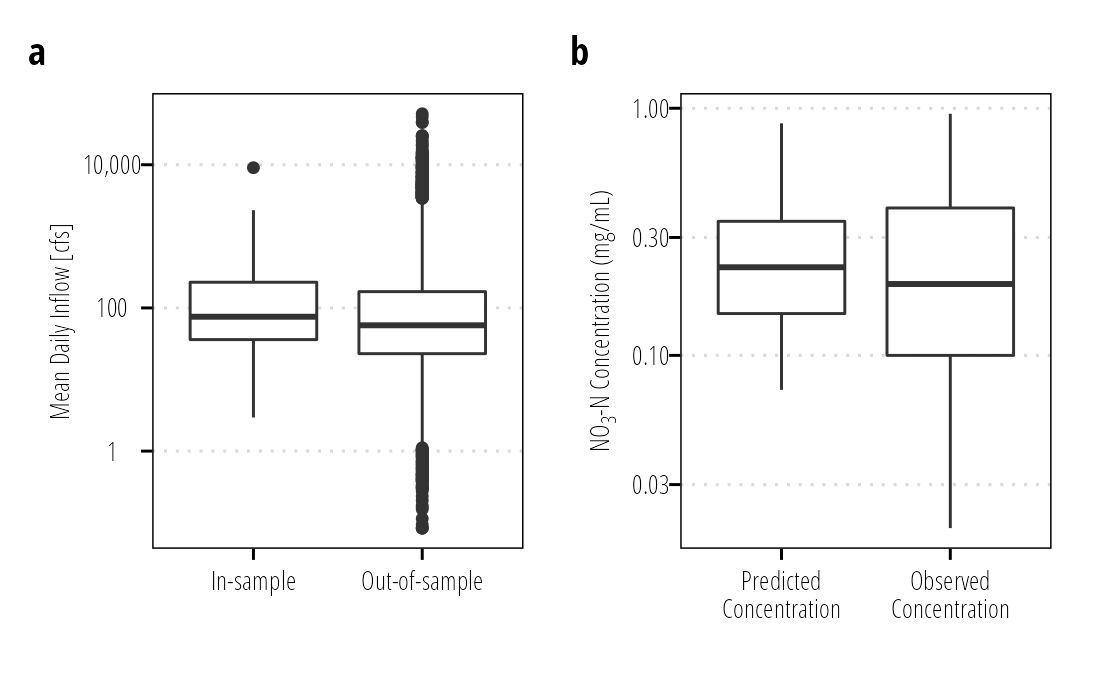 a
Mean Daily Inflow [cfs]
10,000
100
1
In-sample
Out-of-sample
b
NO₃-N Concentration (mg/mL)
1.00
0.30
0.10
0.03
Predicted
Concentration
Observed
Concentration